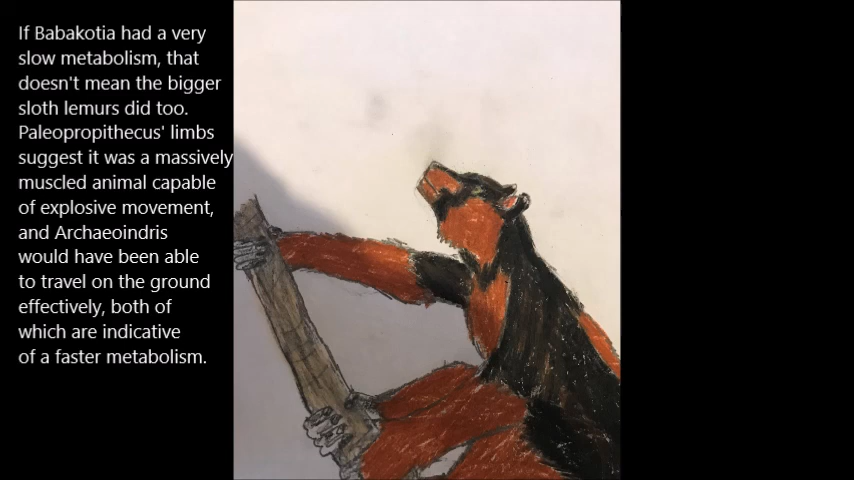 If Babakotia had a very
slow metabolism, that
doesn't mean the bigger
sloth lemurs did too.
Paleopropithecus' limbs
suggest it was a massively
muscled animal capable
of explosive movement,
and Archaeoindris
would have been able
to travel on the ground
effectively, both of
which are indicative
of a faster metabolism.